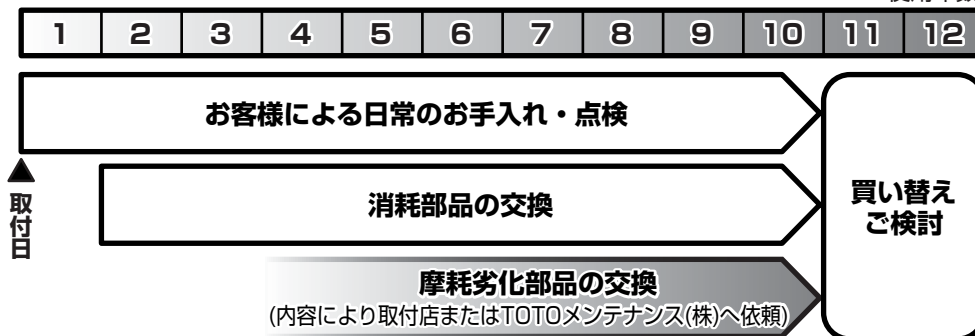 1 2 3 4 5 6 7 8 9 10 11 12
お客様による日常のお手入れ・点検
取付日
消耗部品の交換
買い替え
ご検討
摩耗劣化部品の交換
(内容により取付店またはTOTOメンテナンス(株)へ依頼)